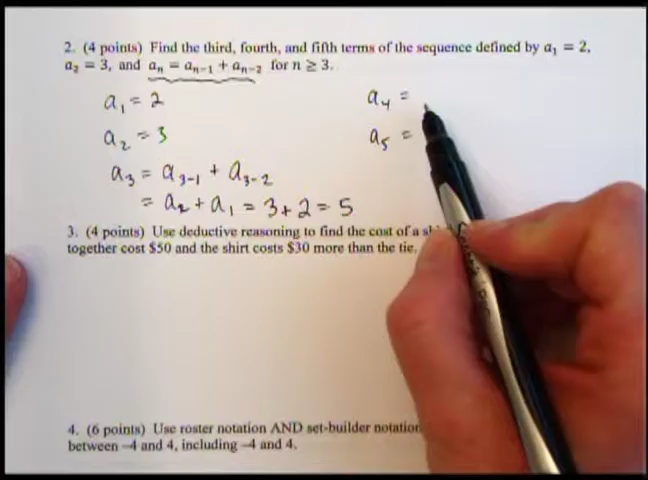 2. (4 points) Find the third, fourth, and fifth terms of the sequence defined by a₁ = 2,
a₂ = 3, and aₙ = aₙ₋₁ + aₙ₋₂ for n ≥ 3.
a₁ = 2
a₂ = 3
a₃ = a₃₋₁ + a₃₋₂
= a₂ + a₁ = 3 + 2 = 5
a₄ =
a₅ =
3. (4 points) Use deductive reasoning to find the cost of a
together cost $50 and the shirt costs $30 more than the tie.
4. (6 points) Use roster notation AND set-builder notation
between –4 and 4, including –4 and 4.